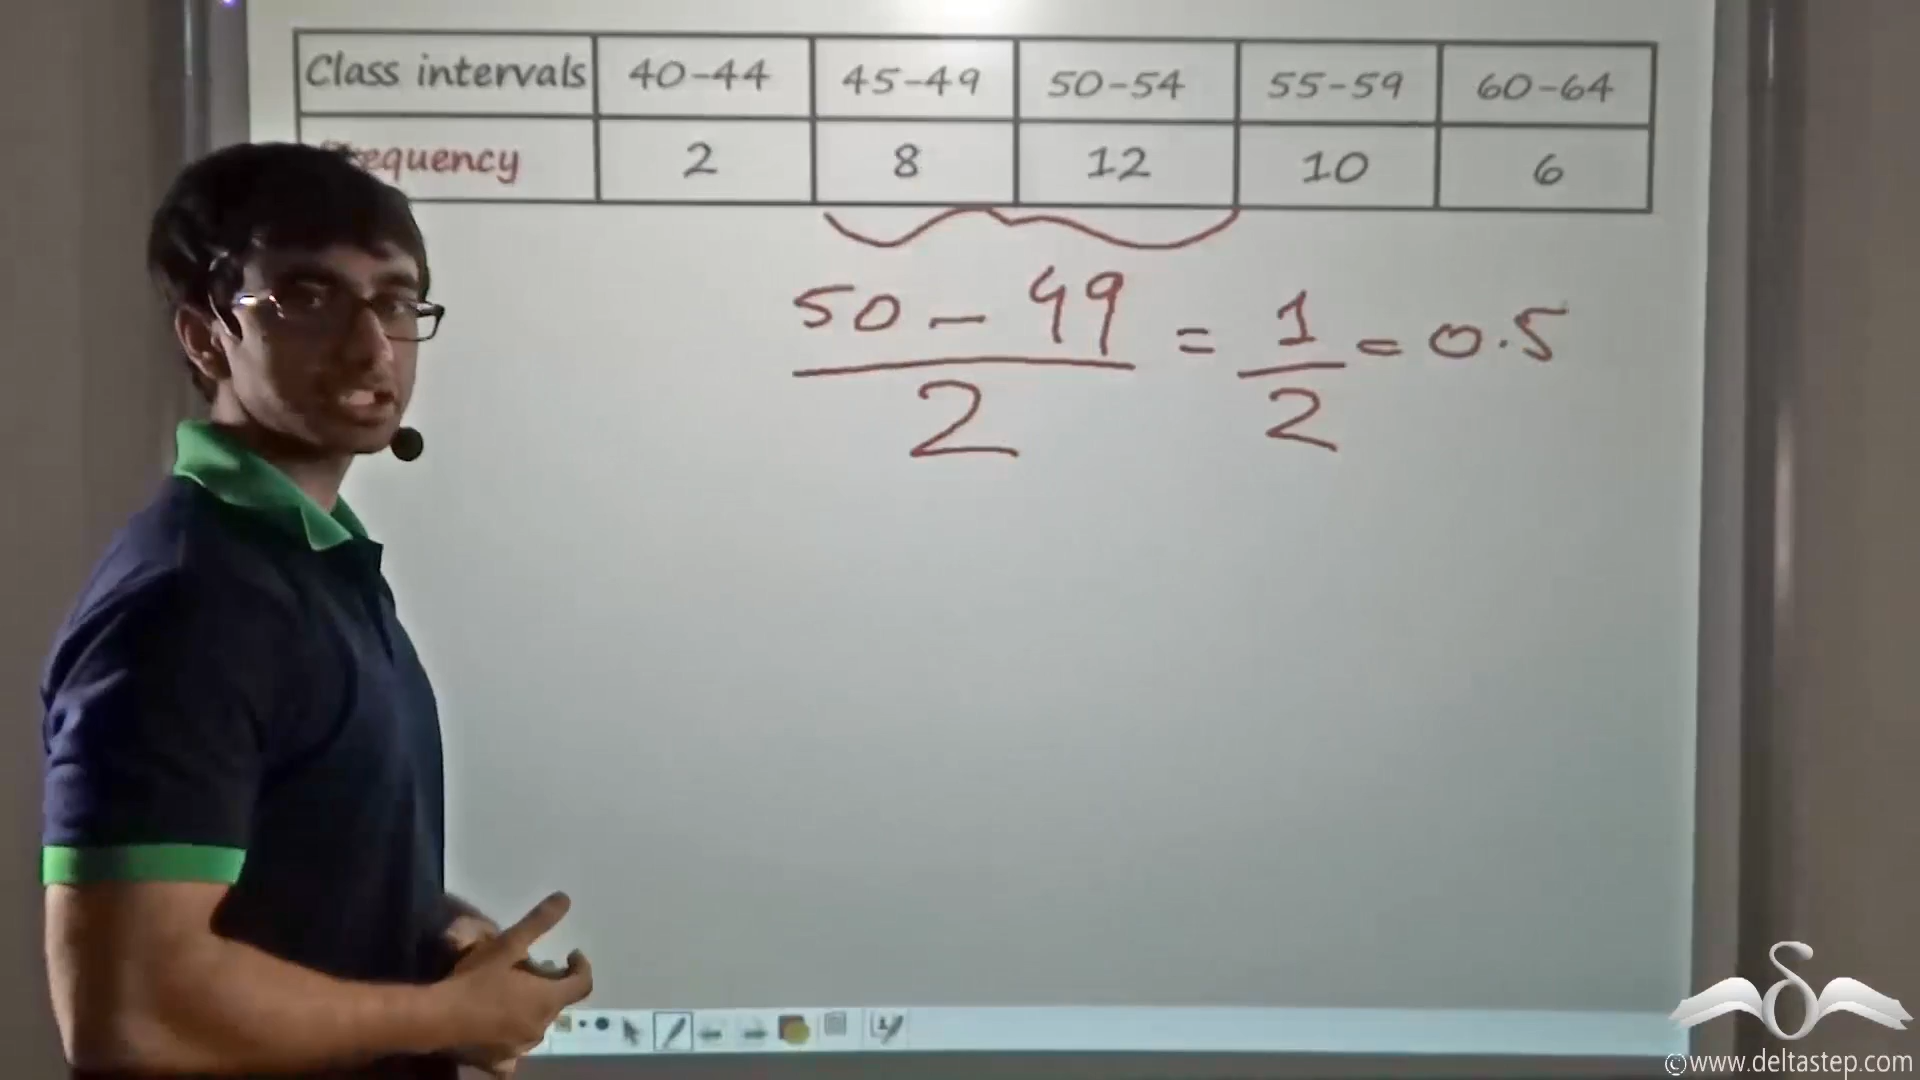 Class intervals 40-44 45-49 50-54 55-59 60-64
equency 2 8 12 10 6
50 - 49 = 1 = 0.5
2 2
©www.deltastep.com